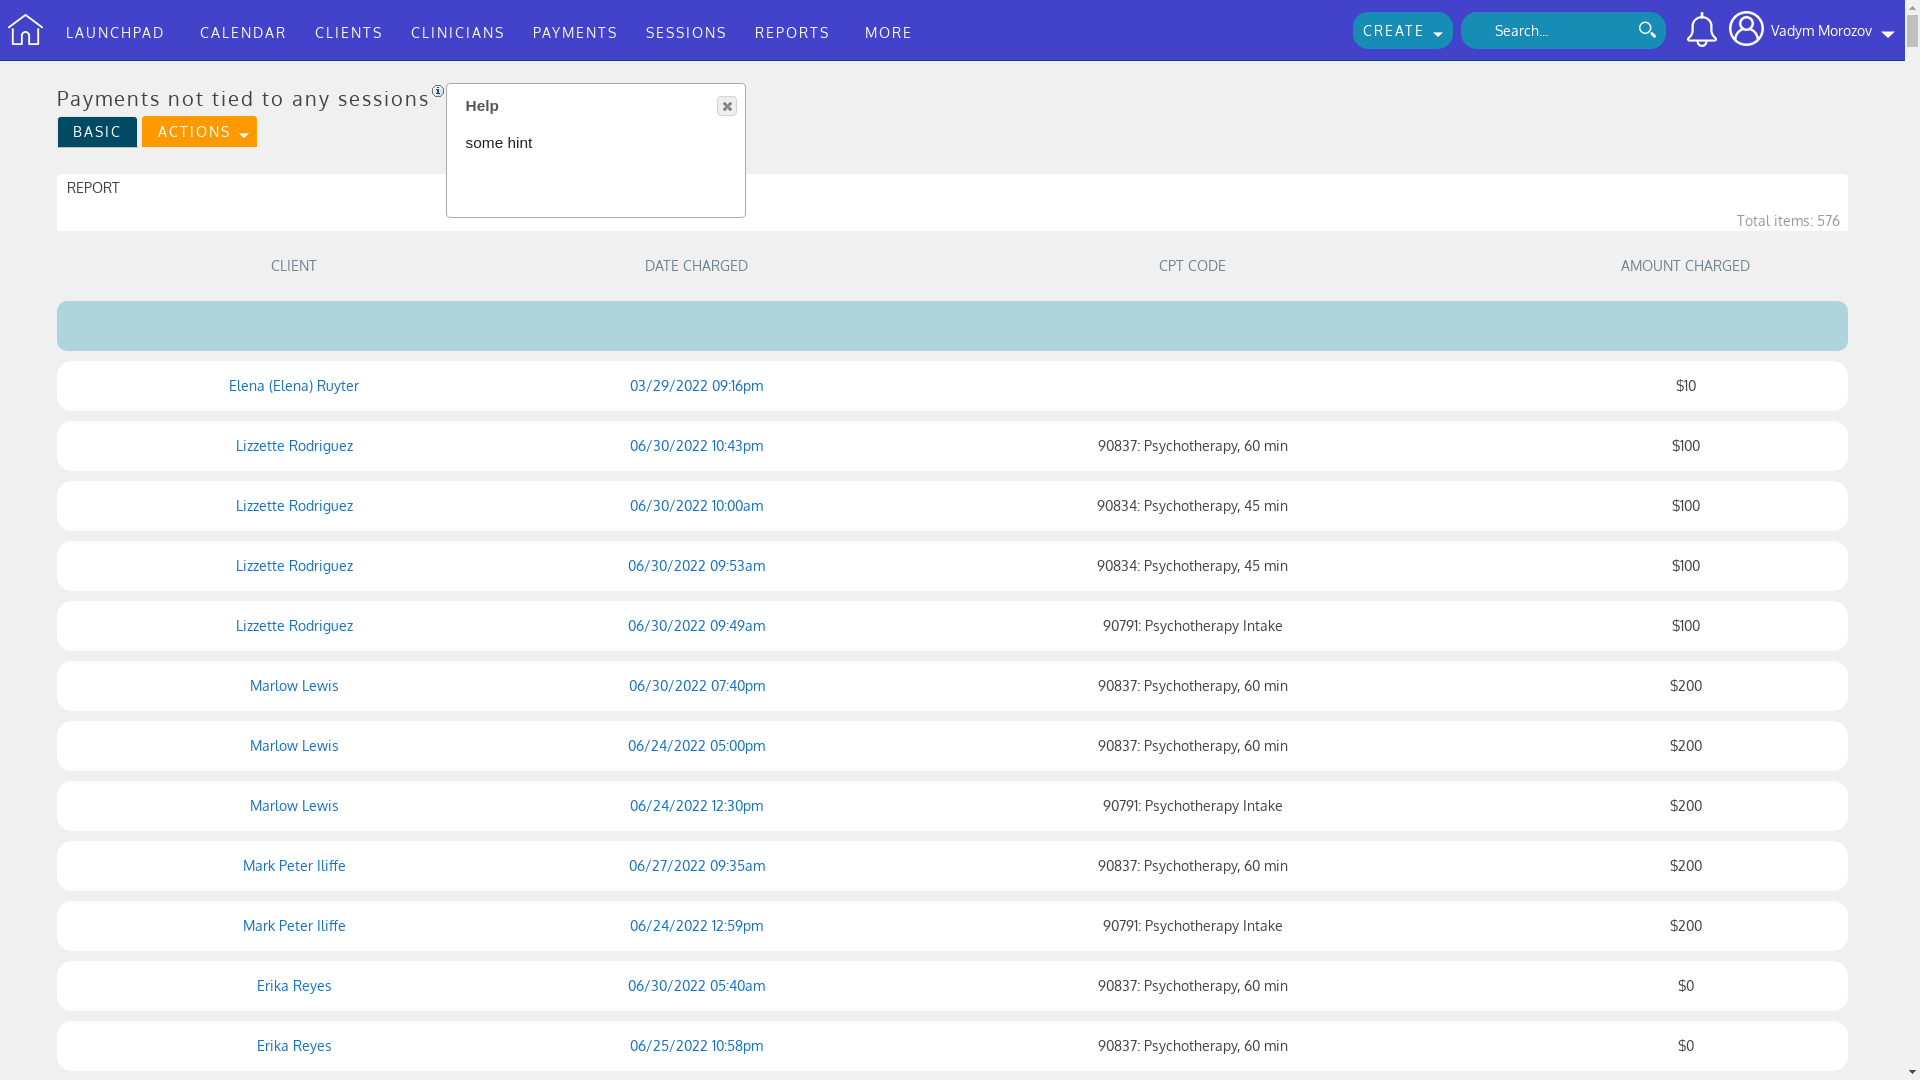 LAUNCHPAD CALENDAR CLIENTS CLINICIANS PAYMENTS SESSIONS REPORTS MORE CREATE Search... Vadym Morozov
Payments not tied to any sessions
Help
some hint
BASIC ACTIONS
REPORT
Total items: 576
CLIENT DATE CHARGED CPT CODE AMOUNT CHARGED
Elena (Elena) Ruyter 03/29/2022 09:16pm $10
Lizzette Rodriguez 06/30/2022 10:43pm 90837: Psychotherapy, 60 min $100
Lizzette Rodriguez 06/30/2022 10:00am 90834: Psychotherapy, 45 min $100
Lizzette Rodriguez 06/30/2022 09:53am 90834: Psychotherapy, 45 min $100
Lizzette Rodriguez 06/30/2022 09:49am 90791: Psychotherapy Intake $100
Marlow Lewis 06/30/2022 07:40pm 90837: Psychotherapy, 60 min $200
Marlow Lewis 06/24/2022 05:00pm 90837: Psychotherapy, 60 min $200
Marlow Lewis 06/24/2022 12:30pm 90791: Psychotherapy Intake $200
Mark Peter Iliffe 06/27/2022 09:35am 90837: Psychotherapy, 60 min $200
Mark Peter Iliffe 06/24/2022 12:59pm 90791: Psychotherapy Intake $200
Erika Reyes 06/30/2022 05:40am 90837: Psychotherapy, 60 min $0
Erika Reyes 06/25/2022 10:58pm 90837: Psychotherapy, 60 min $0